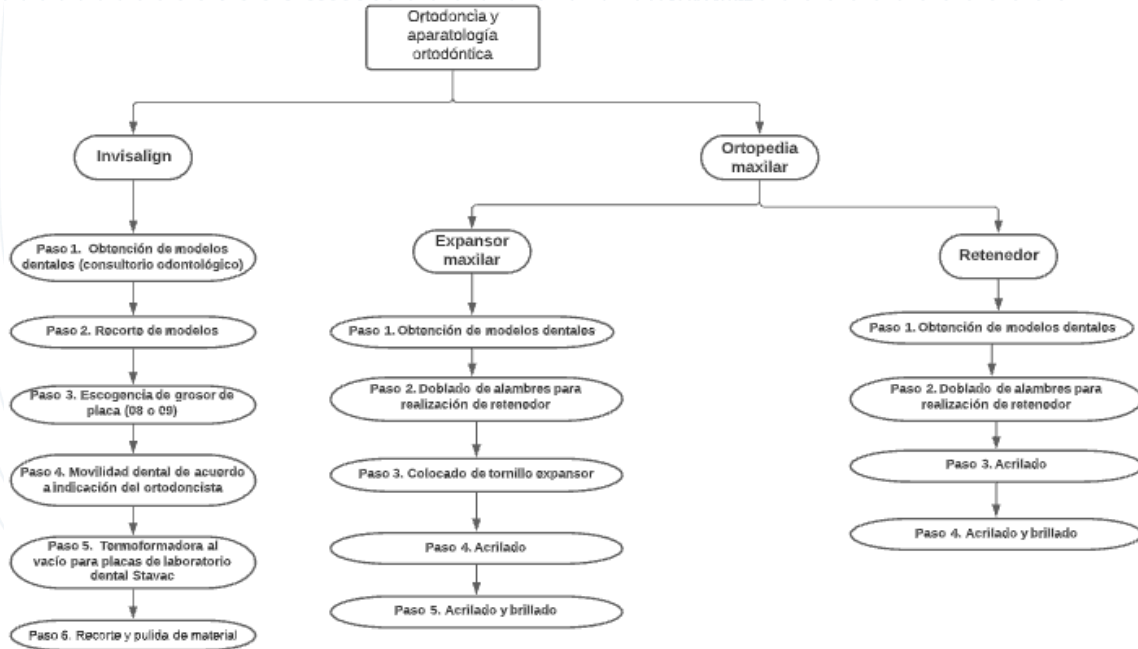 Ortodoncia y
aparatología
ortodóntica
Invisalign
Ortopedia
maxilar
Paso 1. Obtención de modelos
dentales (consultorio odontológico)
Paso 2. Recorte de modelos
Paso 3. Escogencia de grosor de
placa (08 o 09)
Paso 4. Movilidad dental de acuerdo
a indicación del ortodoncista
Paso 5. Termoformadora al
vacío para placas de laboratorio
dental Stavac
Paso 6. Recorte y pulida de material
Expansor
maxilar
Paso 1. Obtención de modelos dentales
Paso 2. Doblado de alambres para
realización de retenedor
Paso 3. Colocado de tornillo expansor
Paso 4. Acrilado
Paso 5. Acrilado y brillado
Retenedor
Paso 1. Obtención de modelos dentales
Paso 2. Doblado de alambres para
realización de retenedor
Paso 3. Acrilado
Paso 4. Acrilado y brillado